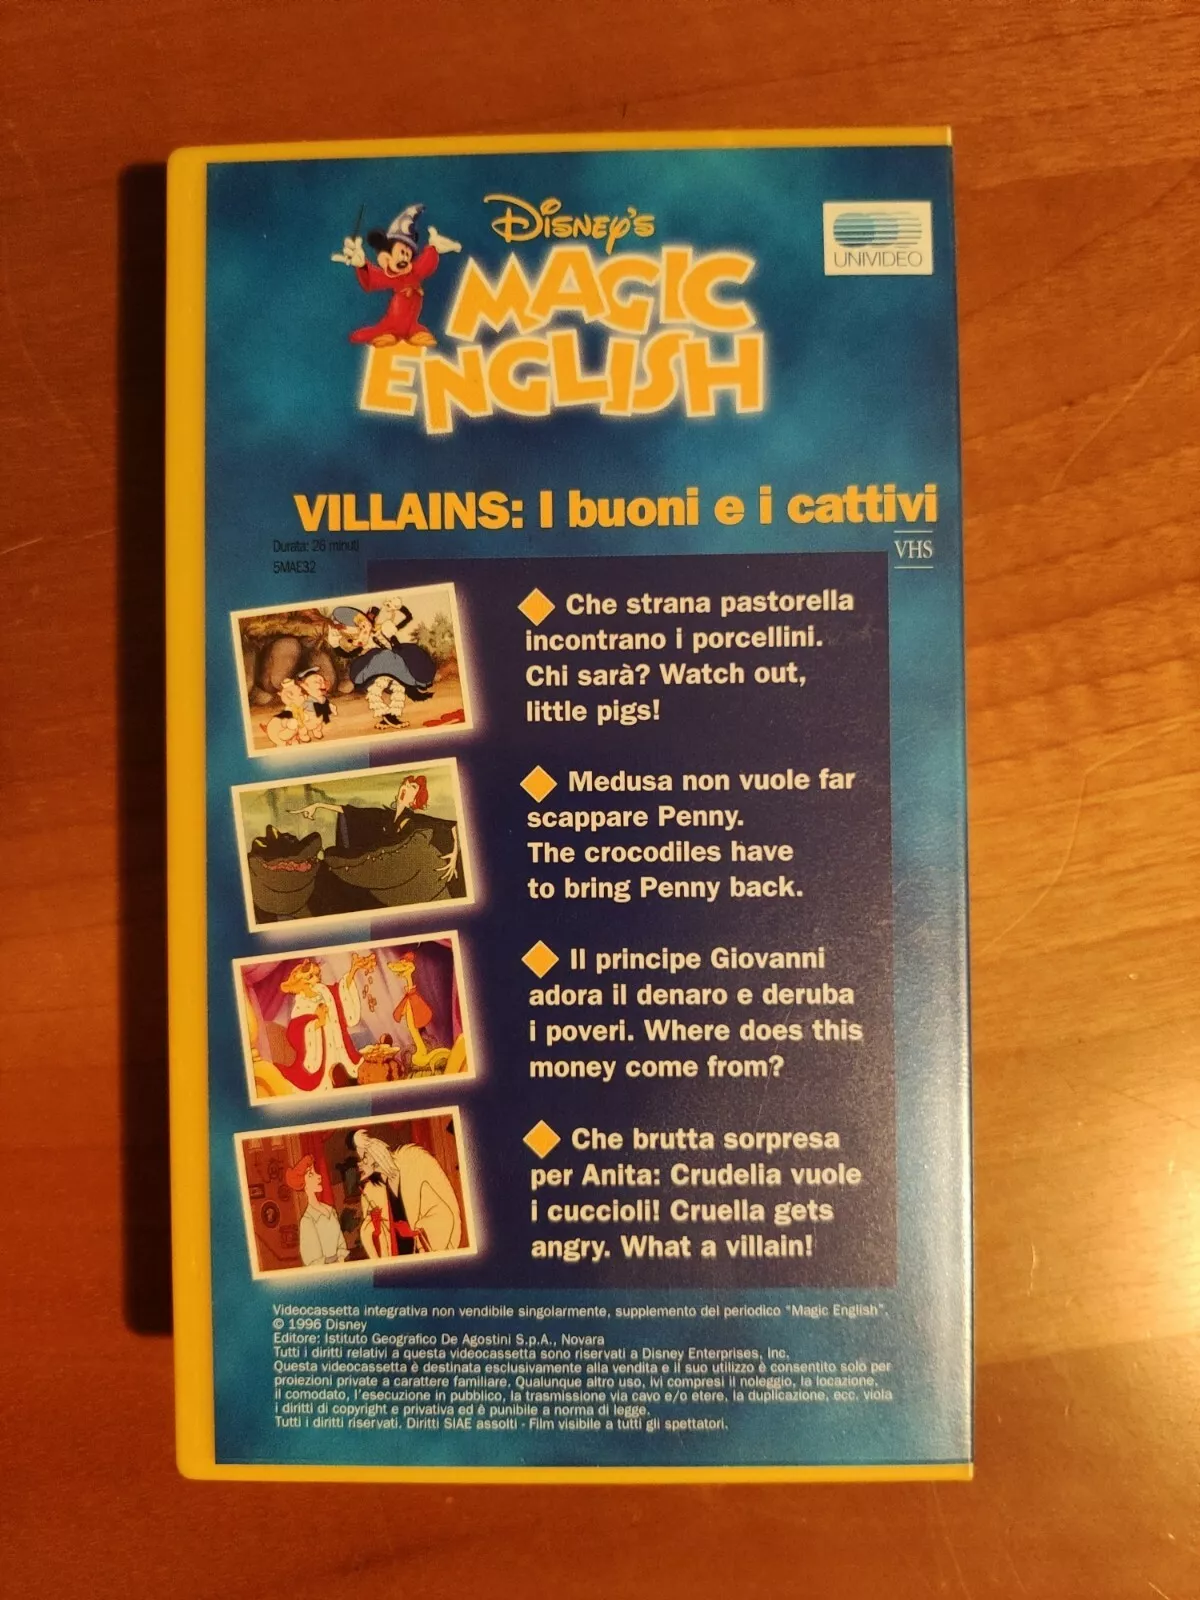 DISNEY'S
MAGIC
ENGLISH
UNIVIDEO
VILLAINS: I buoni e i cattivi
Durata: 26 minuti
5MAE32
VHS
Che strana pastorella
incontrano i porcellini.
Chi sarà? Watch out,
little pigs!
Medusa non vuole far
scappare Penny.
The crocodiles have
to bring Penny back.
Il principe Giovanni
adora il denaro e deruba
i poveri. Where does this
money come from?
Che brutta sorpresa
per Anita: Crudelia vuole
i cuccioli! Cruella gets
angry. What a villain!
Videocassetta integrativa non vendibile singolarmente, supplemento del periodico "Magic English".
© 1996 Disney
Editore: Istituto Geografico De Agostini S.p.A., Novara
Tutti i diritti relativi a questa videocassetta sono riservati a Disney Enterprises, Inc.
Questa videocassetta è destinata esclusivamente alla vendita e il suo utilizzo è consentito solo per
proiezioni private a carattere familiare. Qualunque altro uso, ivi compresi il noleggio, la locazione,
il comodato, l'esecuzione in pubblico, la trasmissione via cavo e/o etere, la duplicazione, ecc. viola
i diritti di copyright e privativa ed è punibile a norma di legge.
Tutti i diritti riservati. Diritti SIAE assolti - Film visibile a tutti gli spettatori.